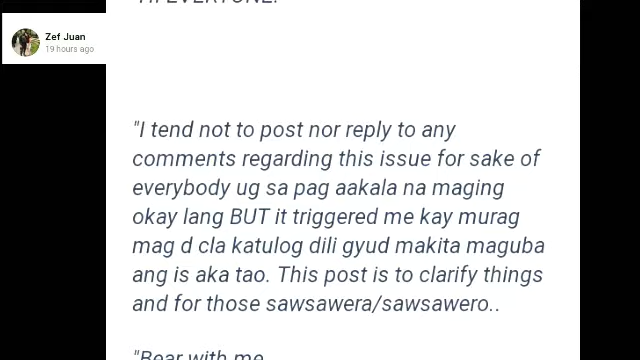 "HI EVERYONE!
Zef Juan
19 hours ago
"I tend not to post nor reply to any
comments regarding this issue for sake of
everybody ug sa pag aakala na maging
okay lang BUT it triggered me kay murag
mag d cla katulog dili gyud makita maguba
ang is aka tao. This post is to clarify things
and for those sawsawera/sawsawero..
"Bear with me